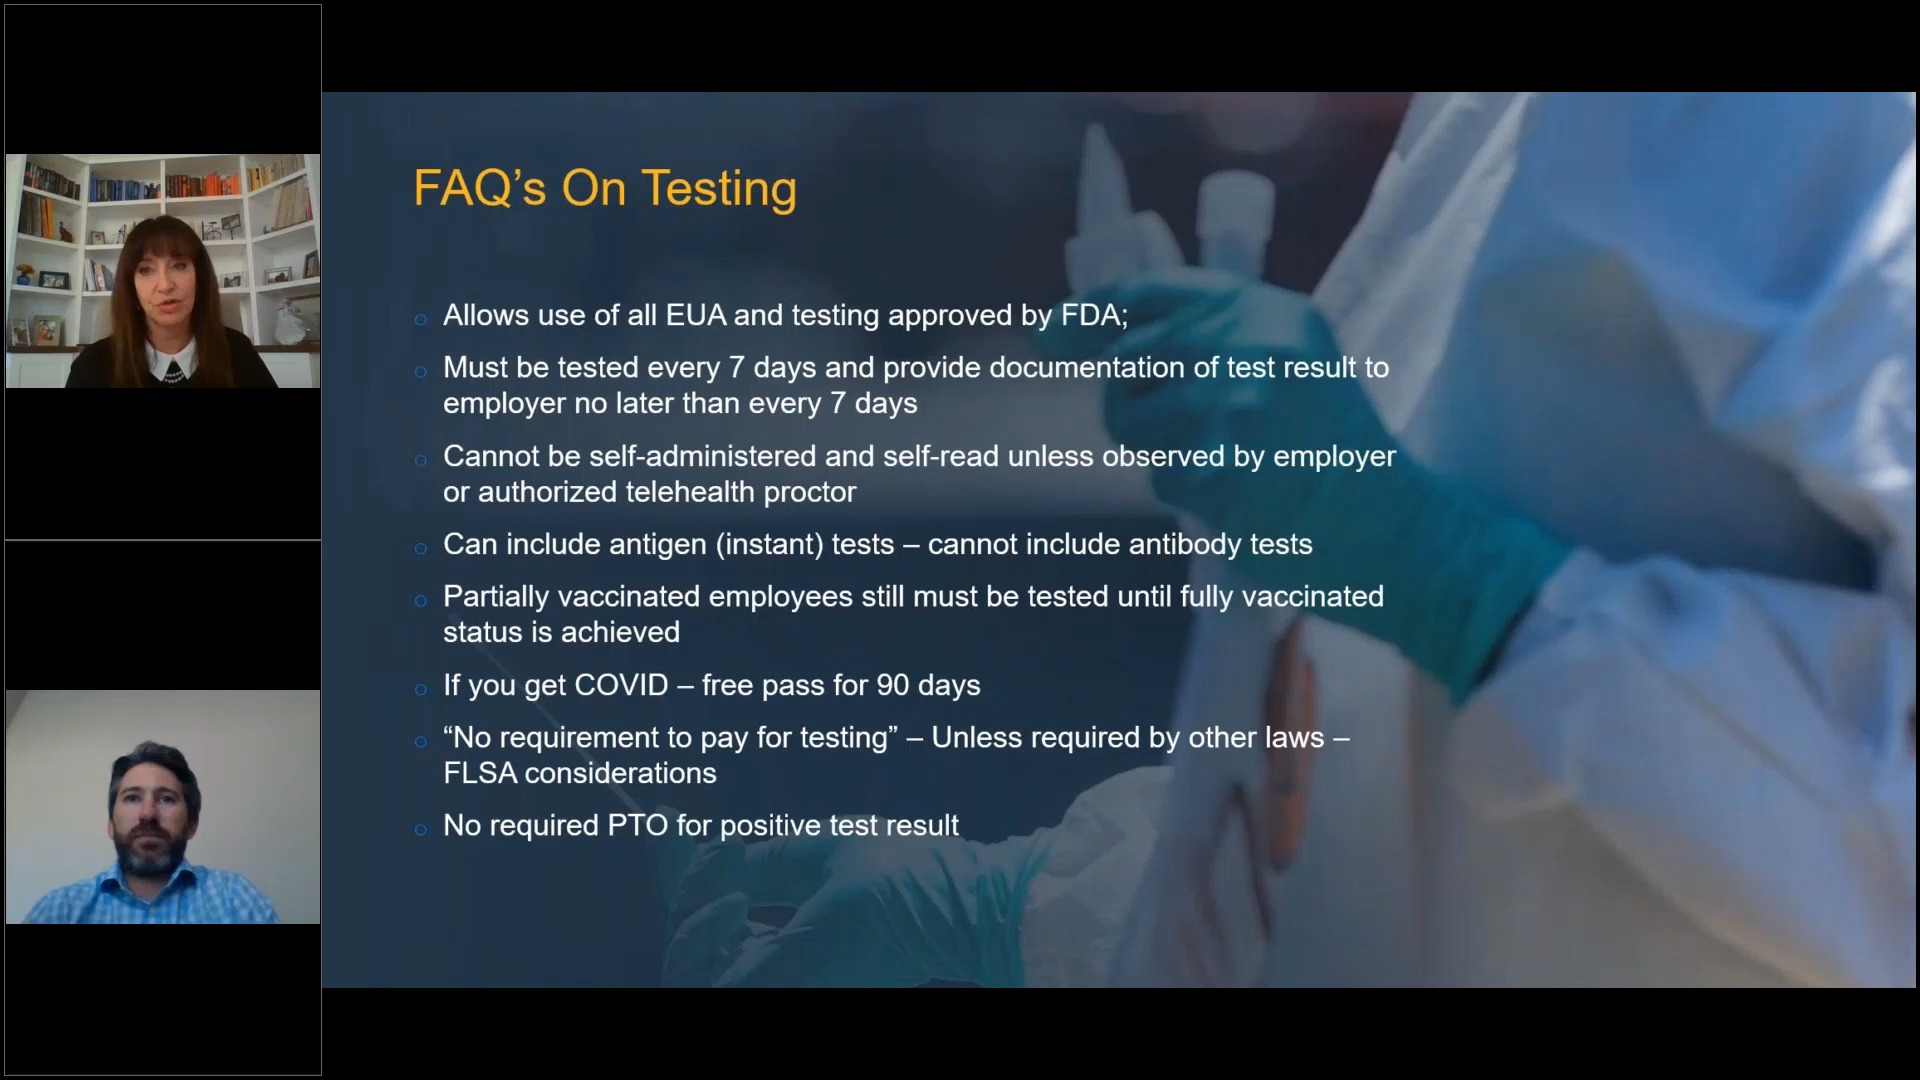 FAQ’s On Testing
Allows use of all EUA and testing approved by FDA;
Must be tested every 7 days and provide documentation of test result to
employer no later than every 7 days
Cannot be self-administered and self-read unless observed by employer
or authorized telehealth proctor
Can include antigen (instant) tests – cannot include antibody tests
Partially vaccinated employees still must be tested until fully vaccinated
status is achieved
If you get COVID – free pass for 90 days
“No requirement to pay for testing” – Unless required by other laws –
FLSA considerations
No required PTO for positive test result